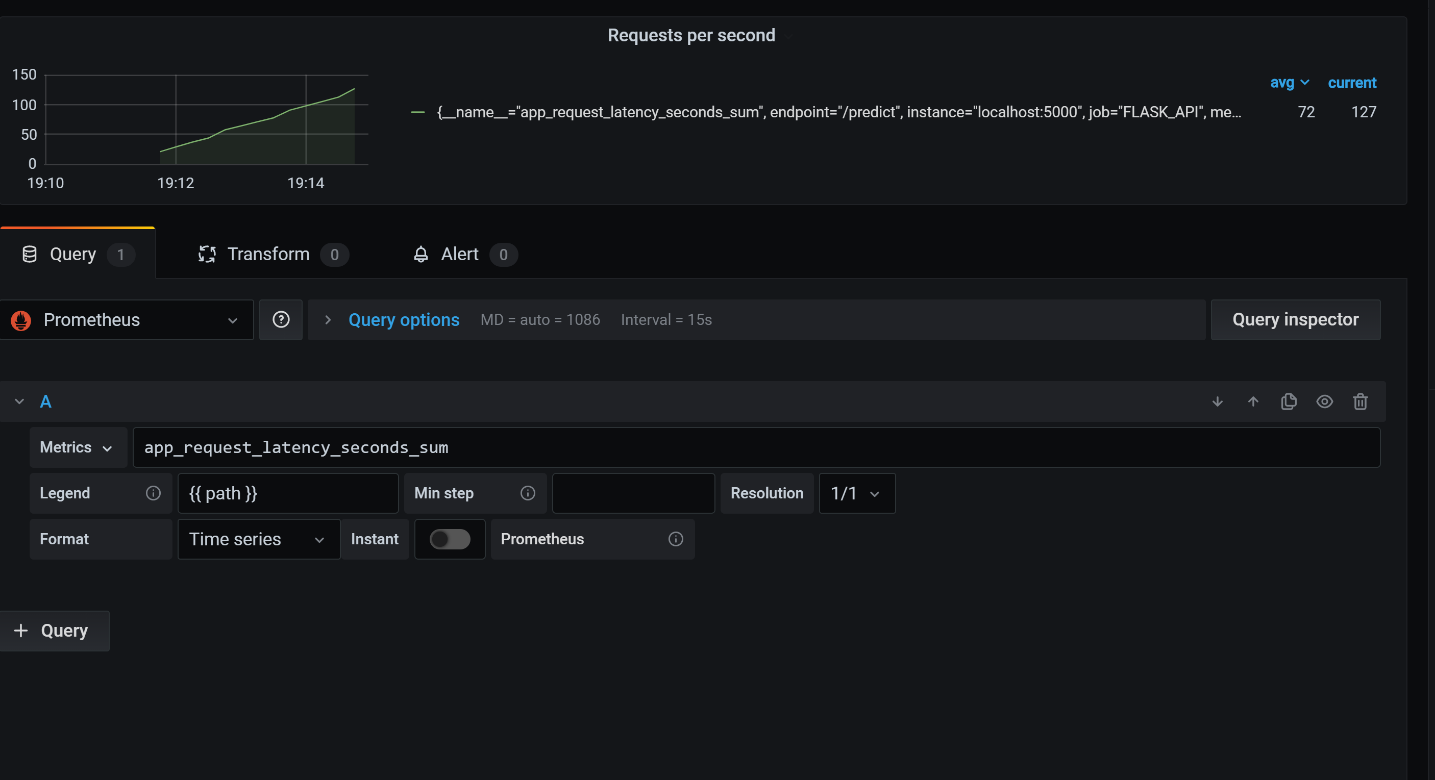 Requests per second
150
100
50
0
19:10 19:12 19:14
avg current
{__name__="app_request_latency_seconds_sum", endpoint="/predict", instance="localhost:5000", job="FLASK_API", me... 72 127
Query 1 Transform 0 Alert 0
Prometheus Query options MD = auto = 1086 Interval = 15s Query inspector
A
Metrics app_request_latency_seconds_sum
Legend {{ path }} Min step Resolution 1/1
Format Time series Instant Prometheus
+ Query